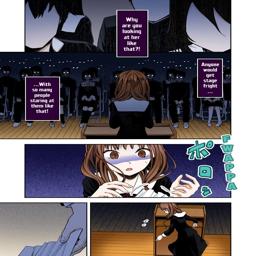 Why
are you
looking
at her
like
that?!
Anyone
would
get
stage
fright
...
...With
so many
people
staring at
them like
that!
ポロッ
FWAPPA